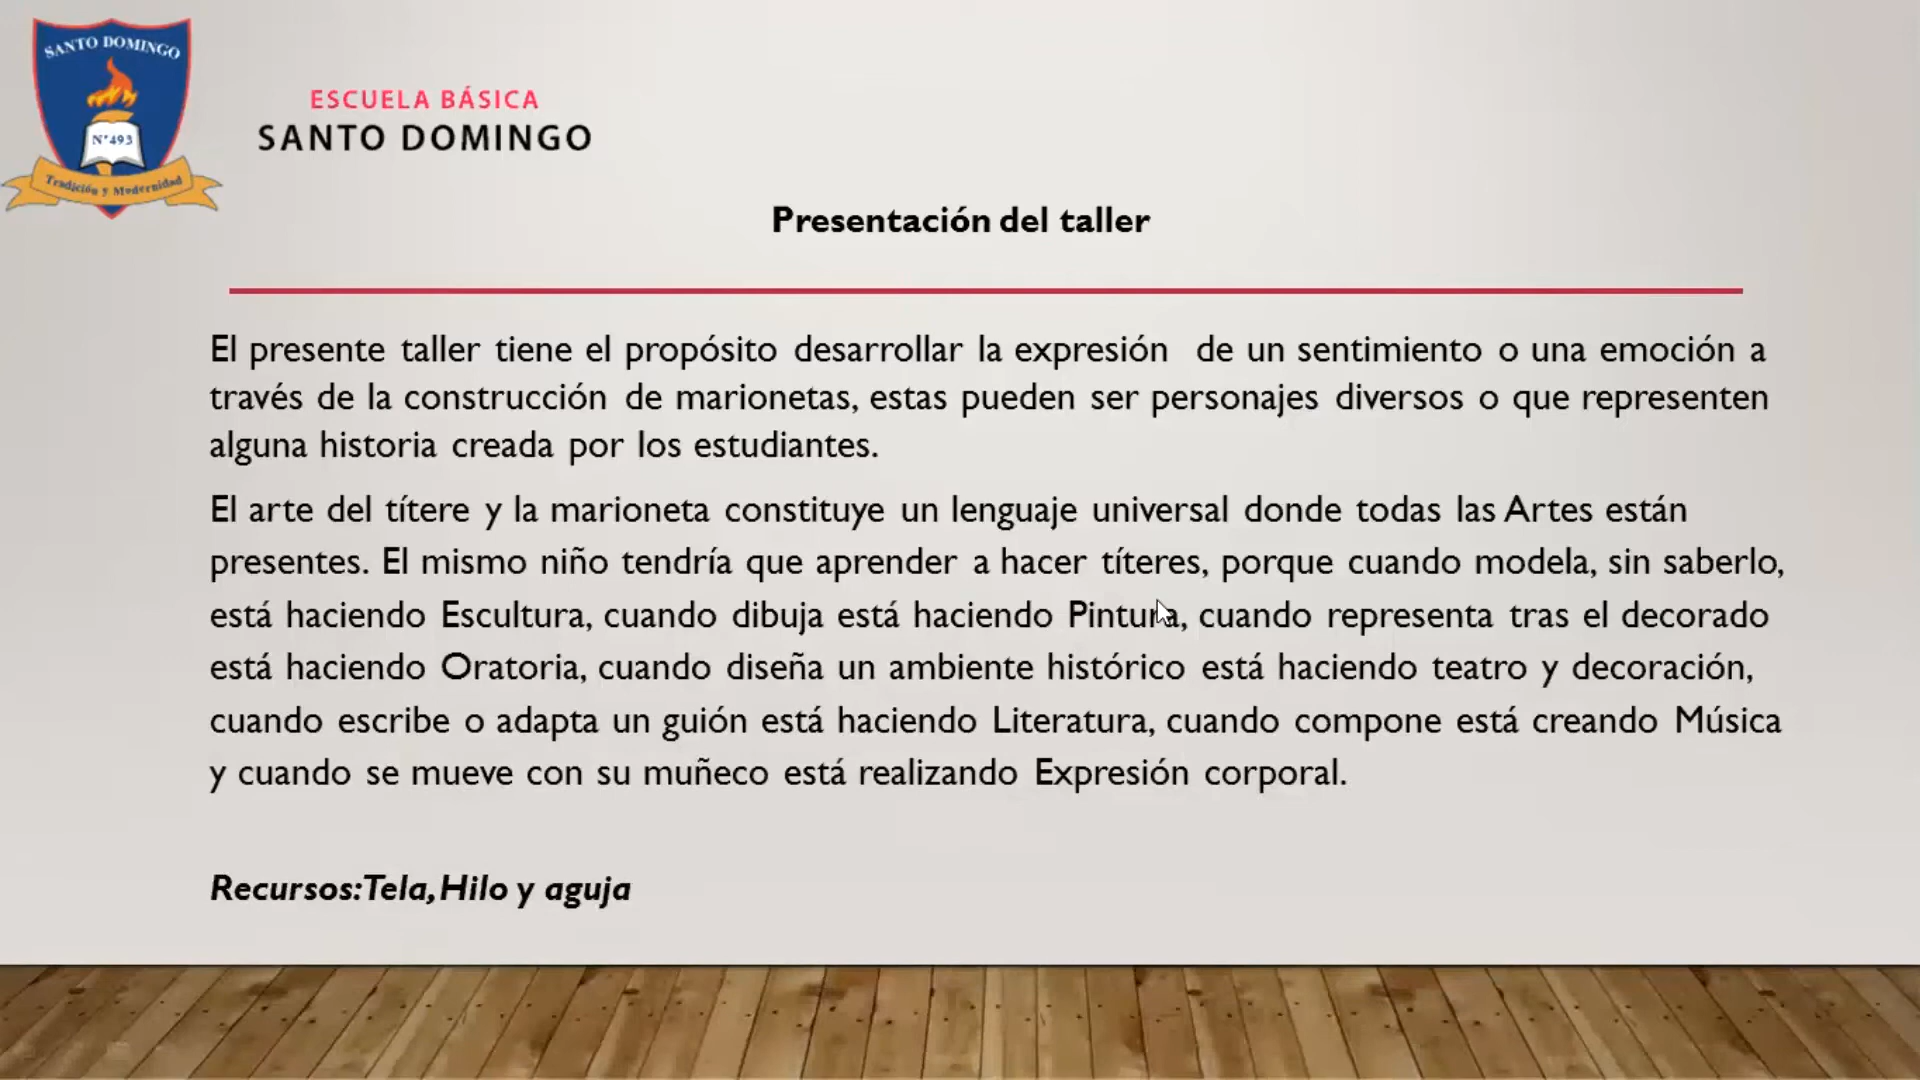 SANTO DOMINGO
N°493
Tradición y Modernidad
ESCUELA BÁSICA
SANTO DOMINGO
Presentación del taller
El presente taller tiene el propósito desarrollar la expresión de un sentimiento o una emoción a
través de la construcción de marionetas, estas pueden ser personajes diversos o que representen
alguna historia creada por los estudiantes.
El arte del títere y la marioneta constituye un lenguaje universal donde todas las Artes están
presentes. El mismo niño tendría que aprender a hacer títeres, porque cuando modela, sin saberlo,
está haciendo Escultura, cuando dibuja está haciendo Pintura, cuando representa tras el decorado
está haciendo Oratoria, cuando diseña un ambiente histórico está haciendo teatro y decoración,
cuando escribe o adapta un guión está haciendo Literatura, cuando compone está creando Música
y cuando se mueve con su muñeco está realizando Expresión corporal.
Recursos: Tela, Hilo y aguja